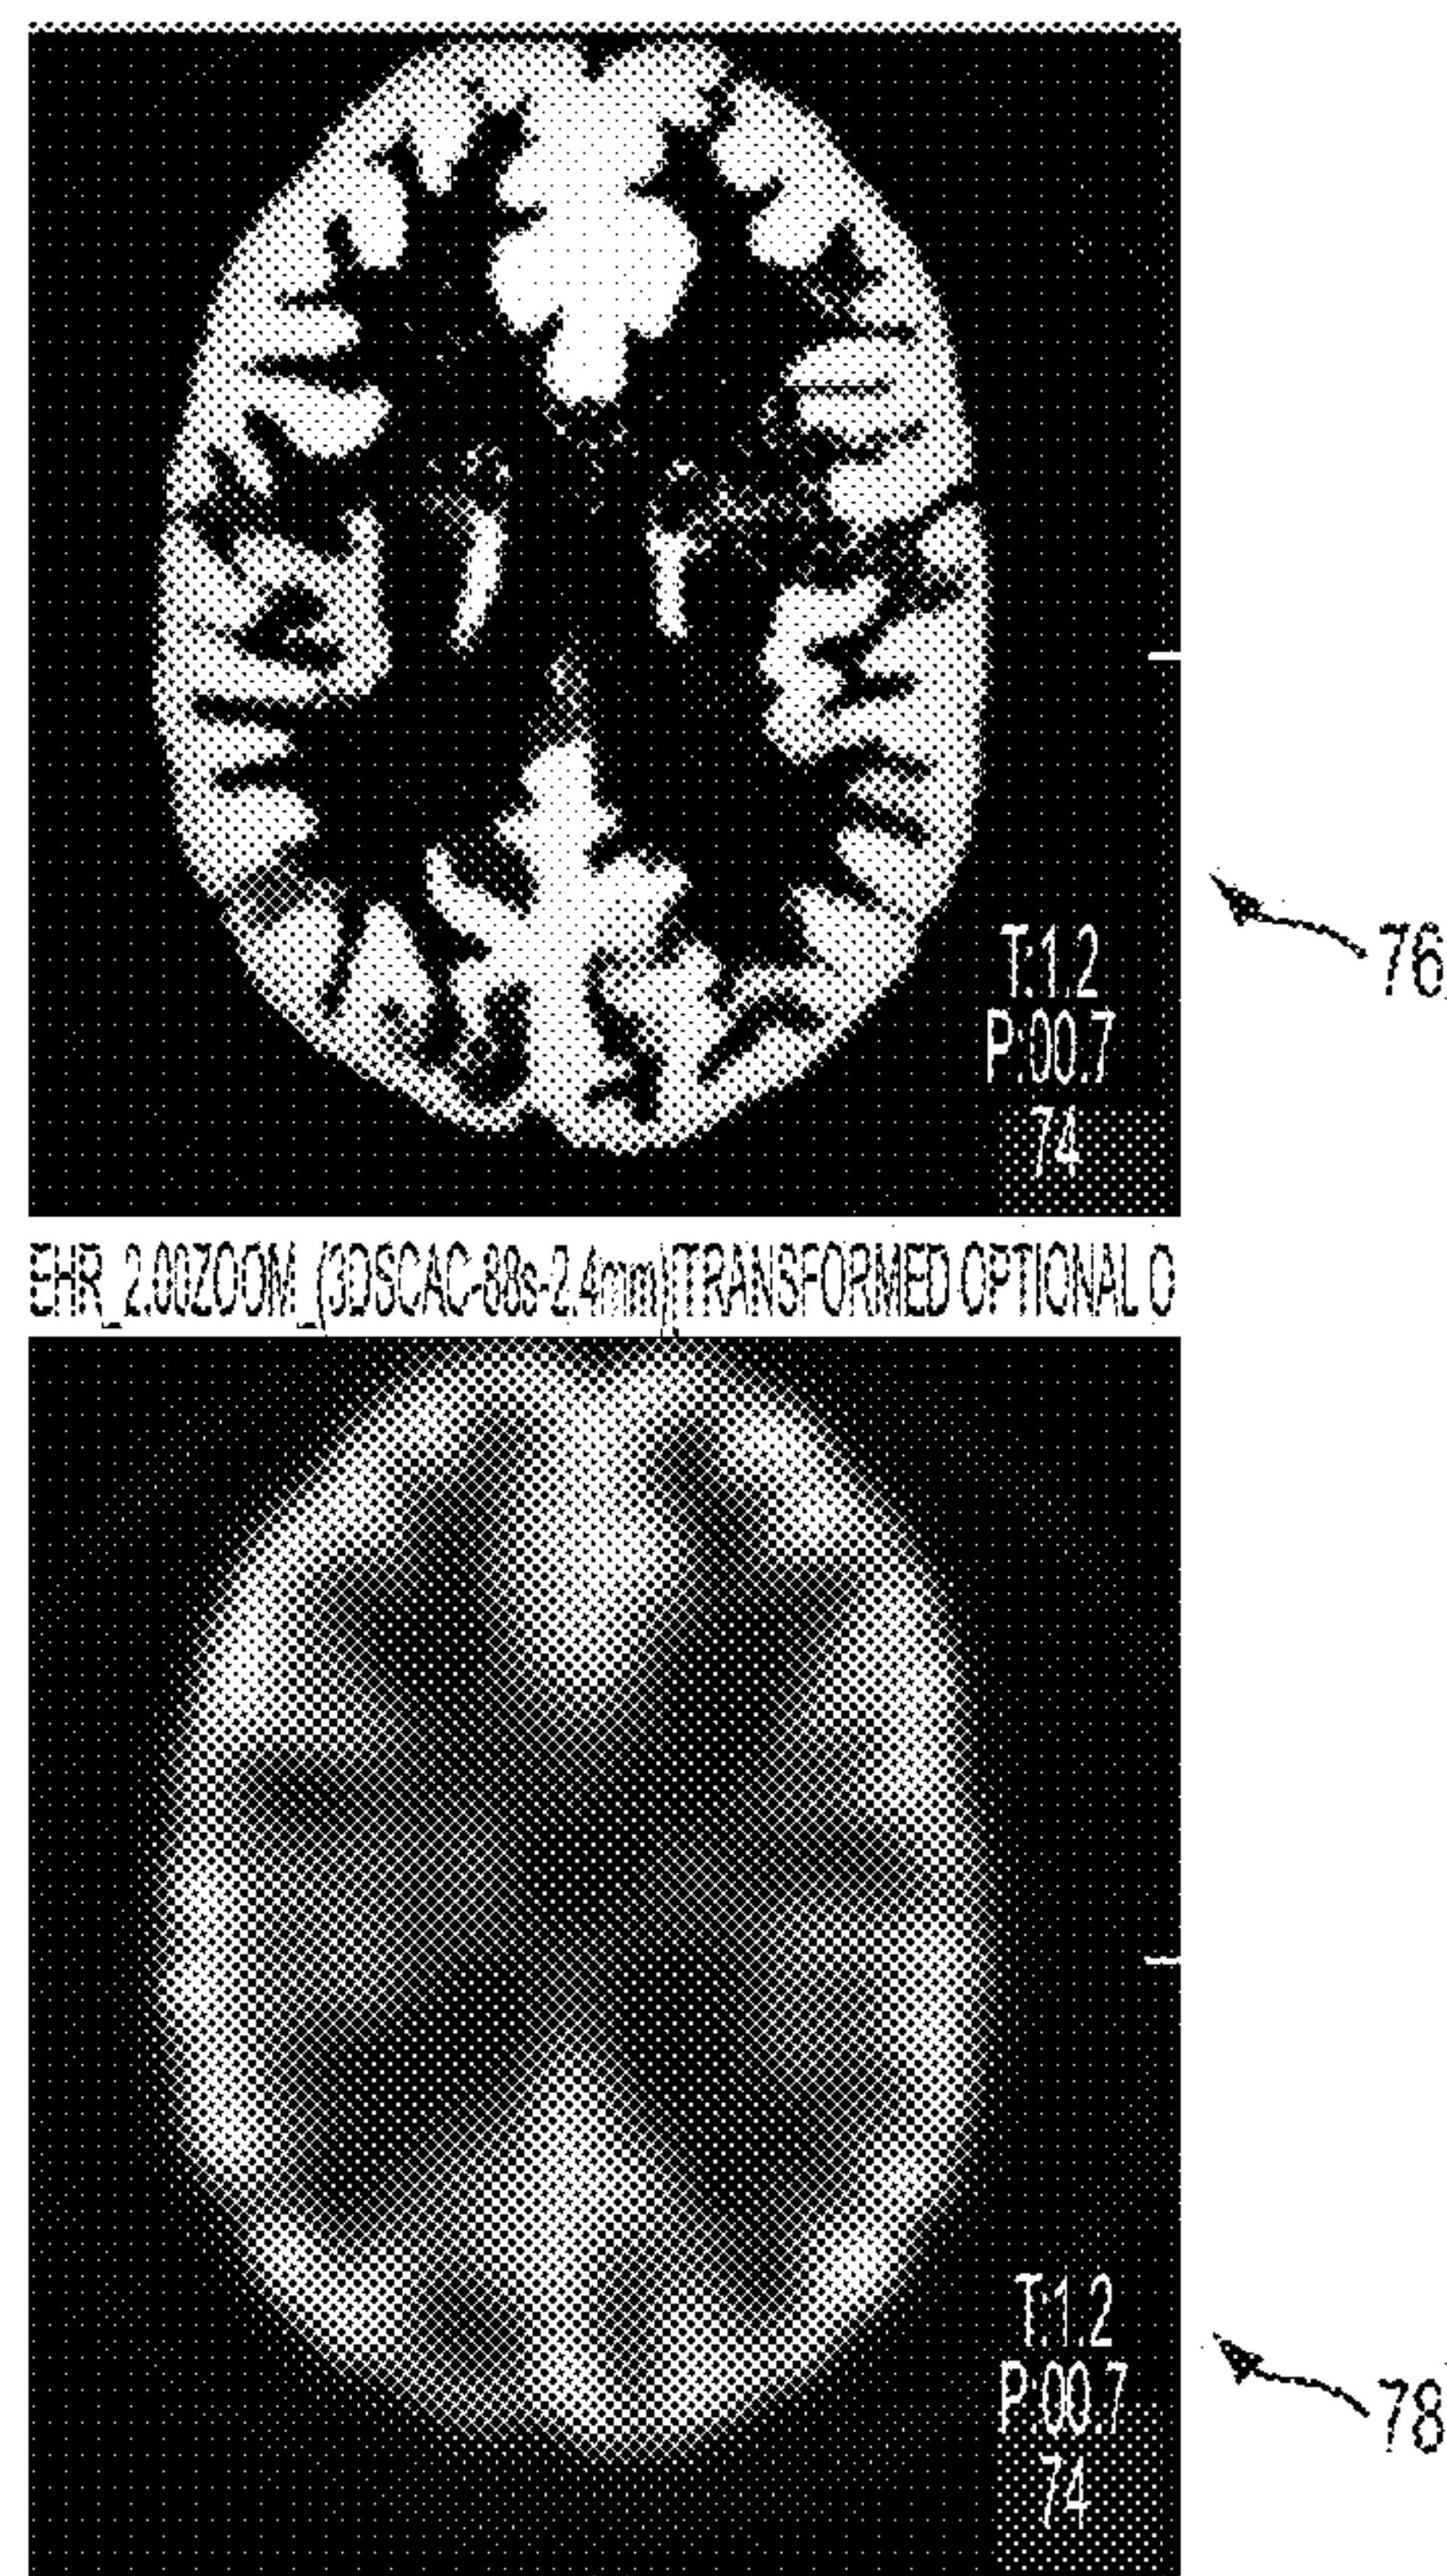 T:1.2
P:00.7
74
76
EHR_2.00ZOOM_(3DSCAC-88s-2.4mm)TRANSFORMED OPTIONAL O
T:1.2
P:00.7
74
78